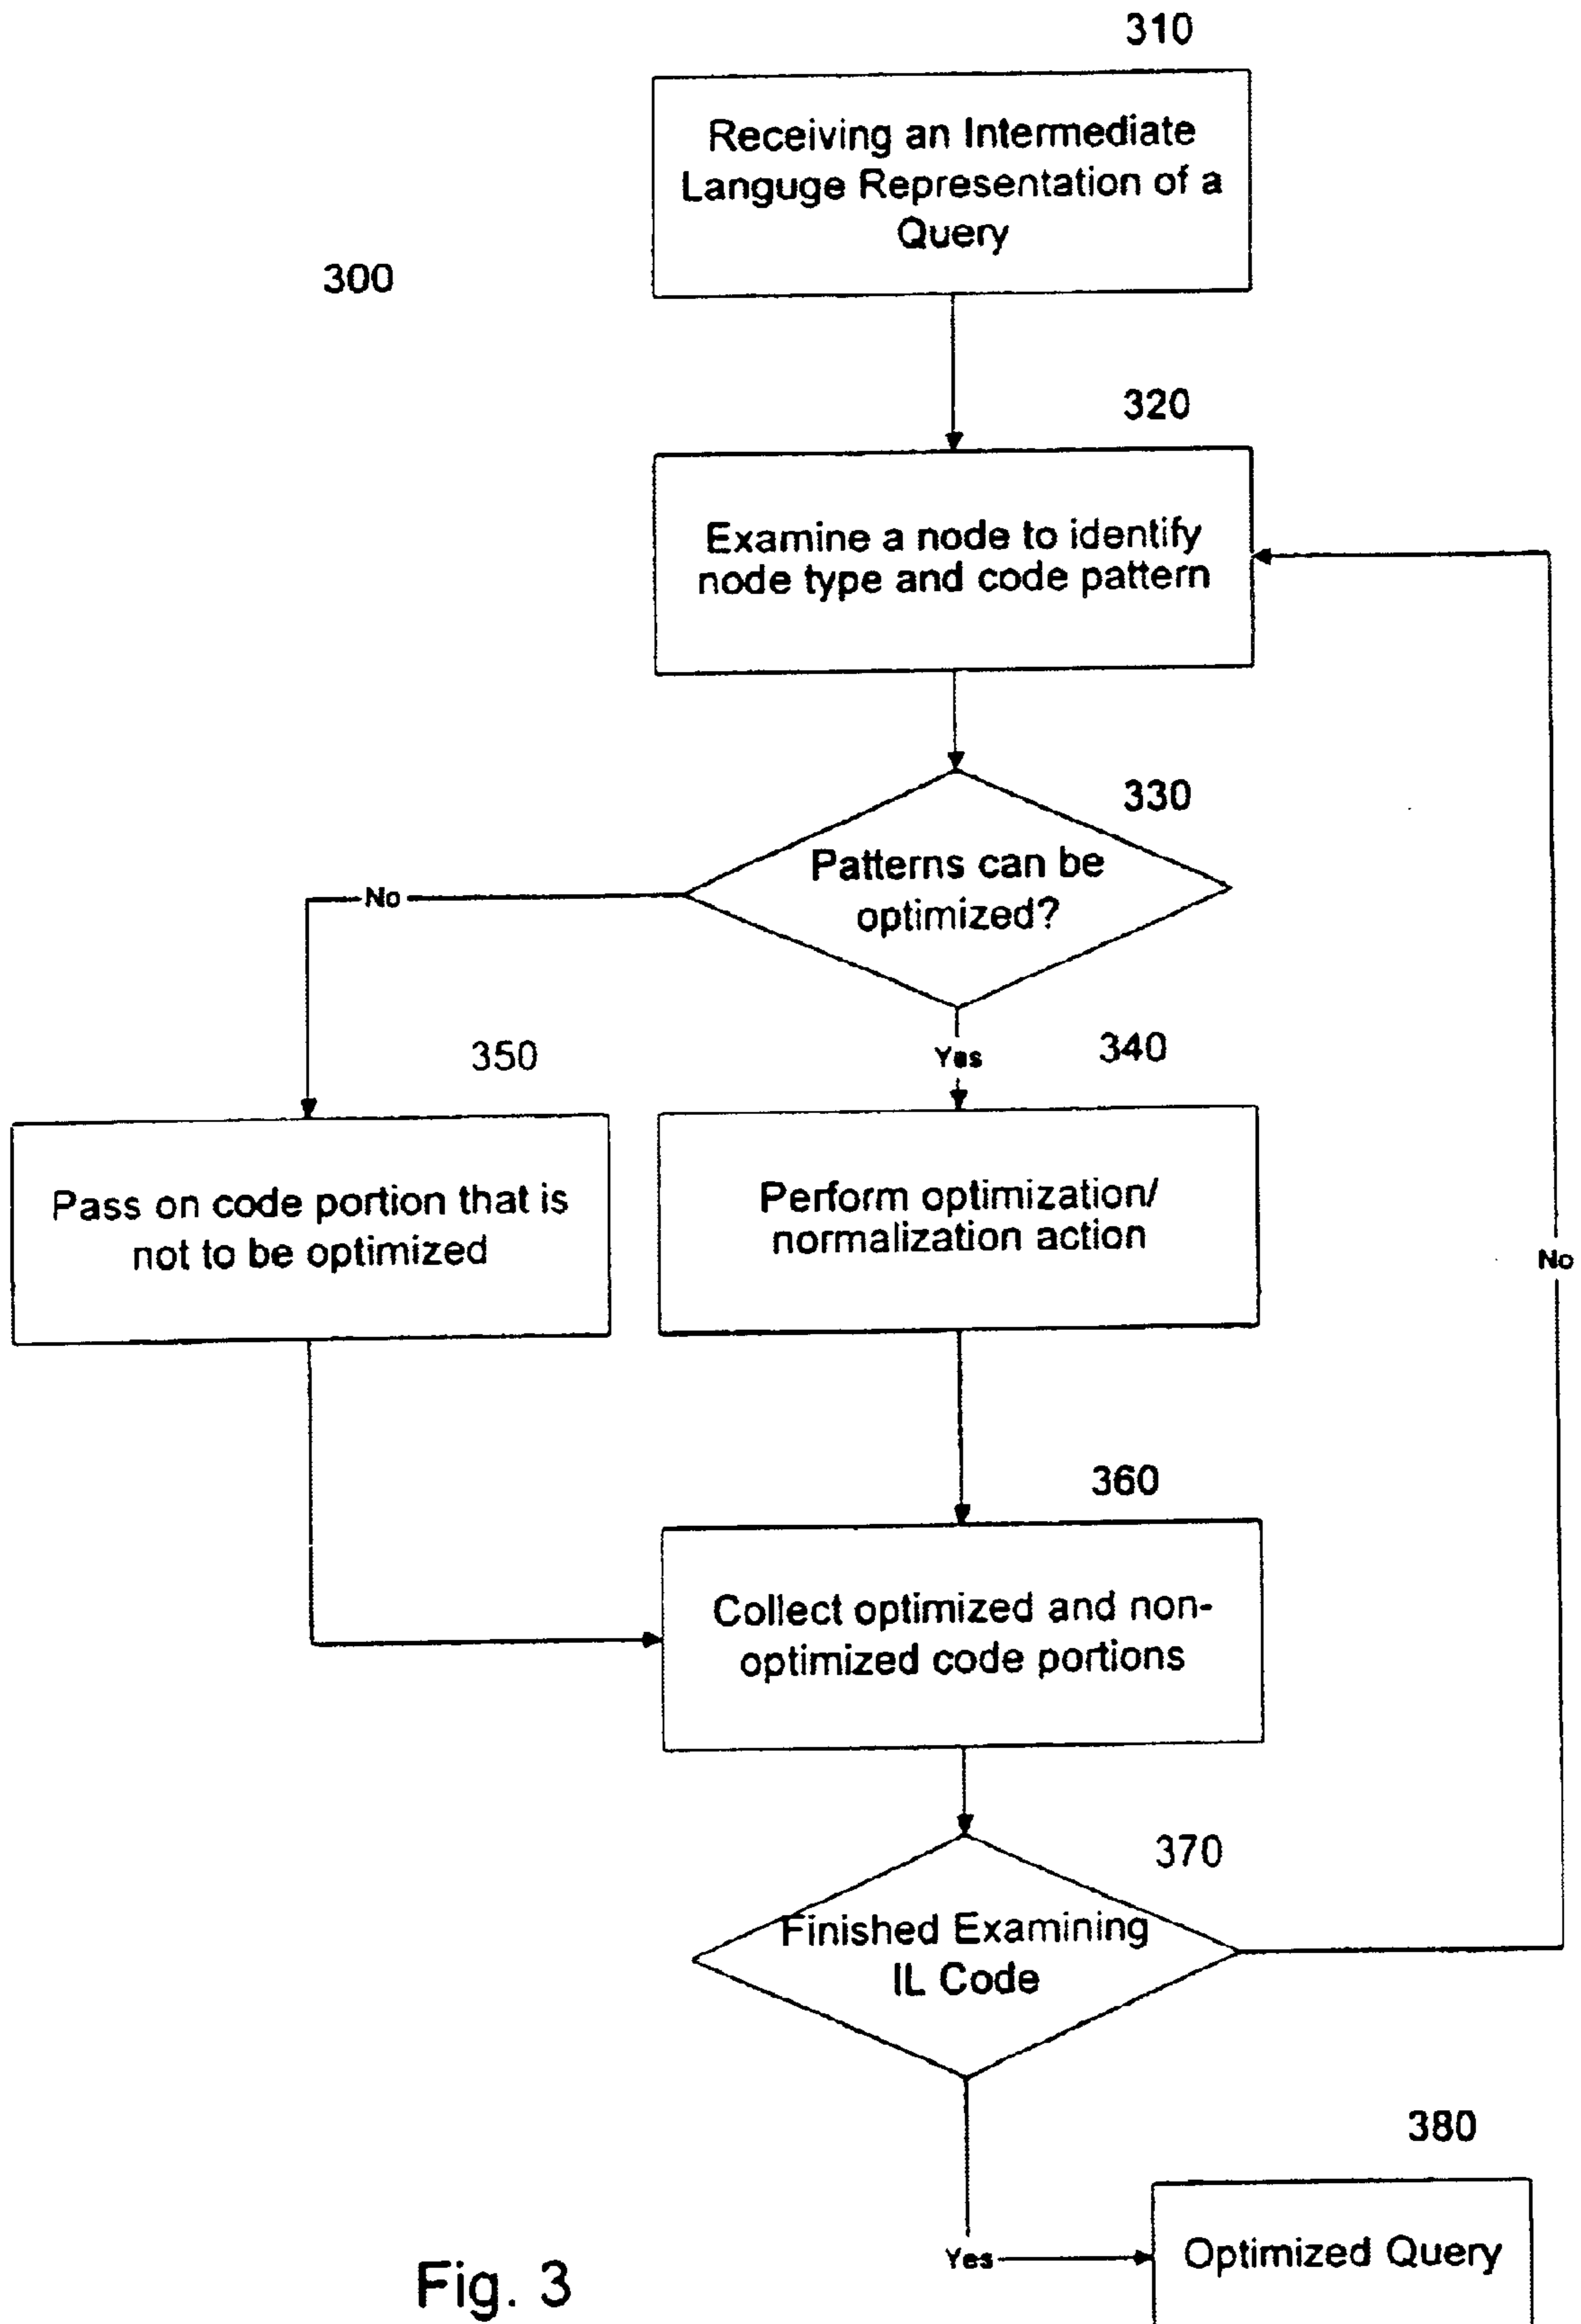 310
Receiving an Intermediate
Languge Representation of a
Query
300
320
Examine a node to identify
node type and code pattern
330
Patterns can be
optimized?
No
Yes
340
350
Pass on code portion that is
not to be optimized
Perform optimization/
normalization action
No
360
Collect optimized and non-
optimized code portions
370
Finished Examining
IL Code
380
Yes
Optimized Query
Fig. 3